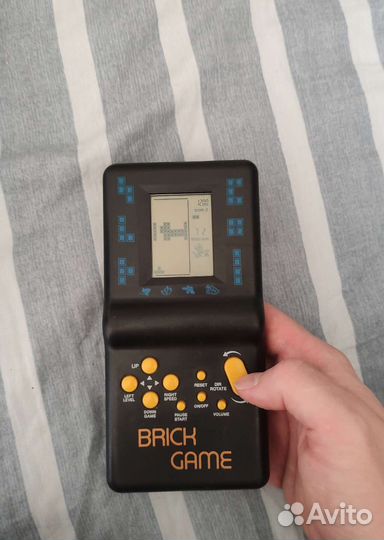 UP
LEFT
LEVEL
RIGHT
SPEED
DOWN
GAME
RESET
DIR
ROTATE
ON/OFF
PAUSE
START
VOLUME
BRICK
GAME
Avito